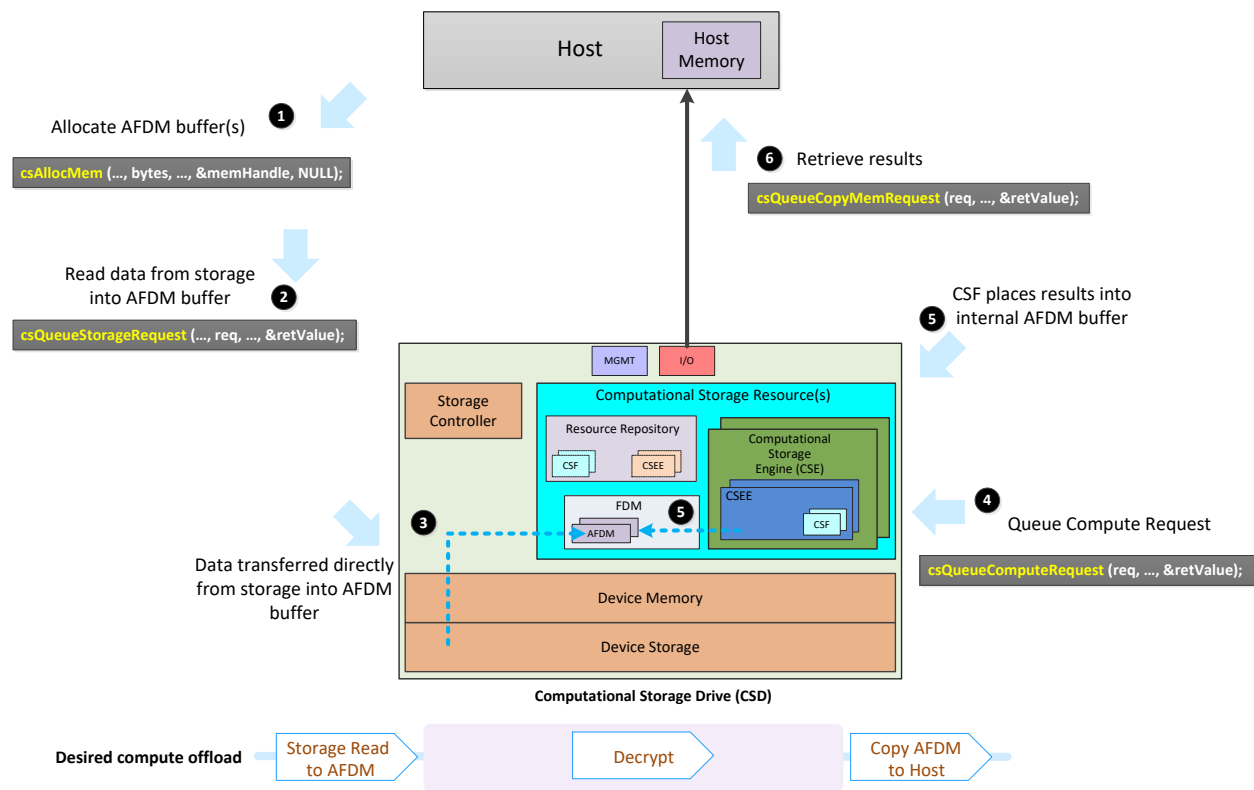 Host
Host
Memory
1
Allocate AFDM buffer(s)
csAllocMem (…, bytes, …, &memHandle, NULL);
6
Retrieve results
csQueueCopyMemRequest (req, …, &retValue);
Read data from storage
into AFDM buffer
2
csQueueStorageRequest (…, req, …, &retValue);
5
CSF places results into
internal AFDM buffer
MGMT
I/O
Storage
Controller
Computational Storage Resource(s)
Resource Repository
CSF
CSEE
Computational
Storage
Engine (CSE)
CSEE
CSF
FDM
AFDM
5
3
Data transferred directly
from storage into AFDM
buffer
4
Queue Compute Request
csQueueComputeRequest (req, …, &retValue);
Device Memory
Device Storage
Computational Storage Drive (CSD)
Desired compute offload
Storage Read
to AFDM
Decrypt
Copy AFDM
to Host